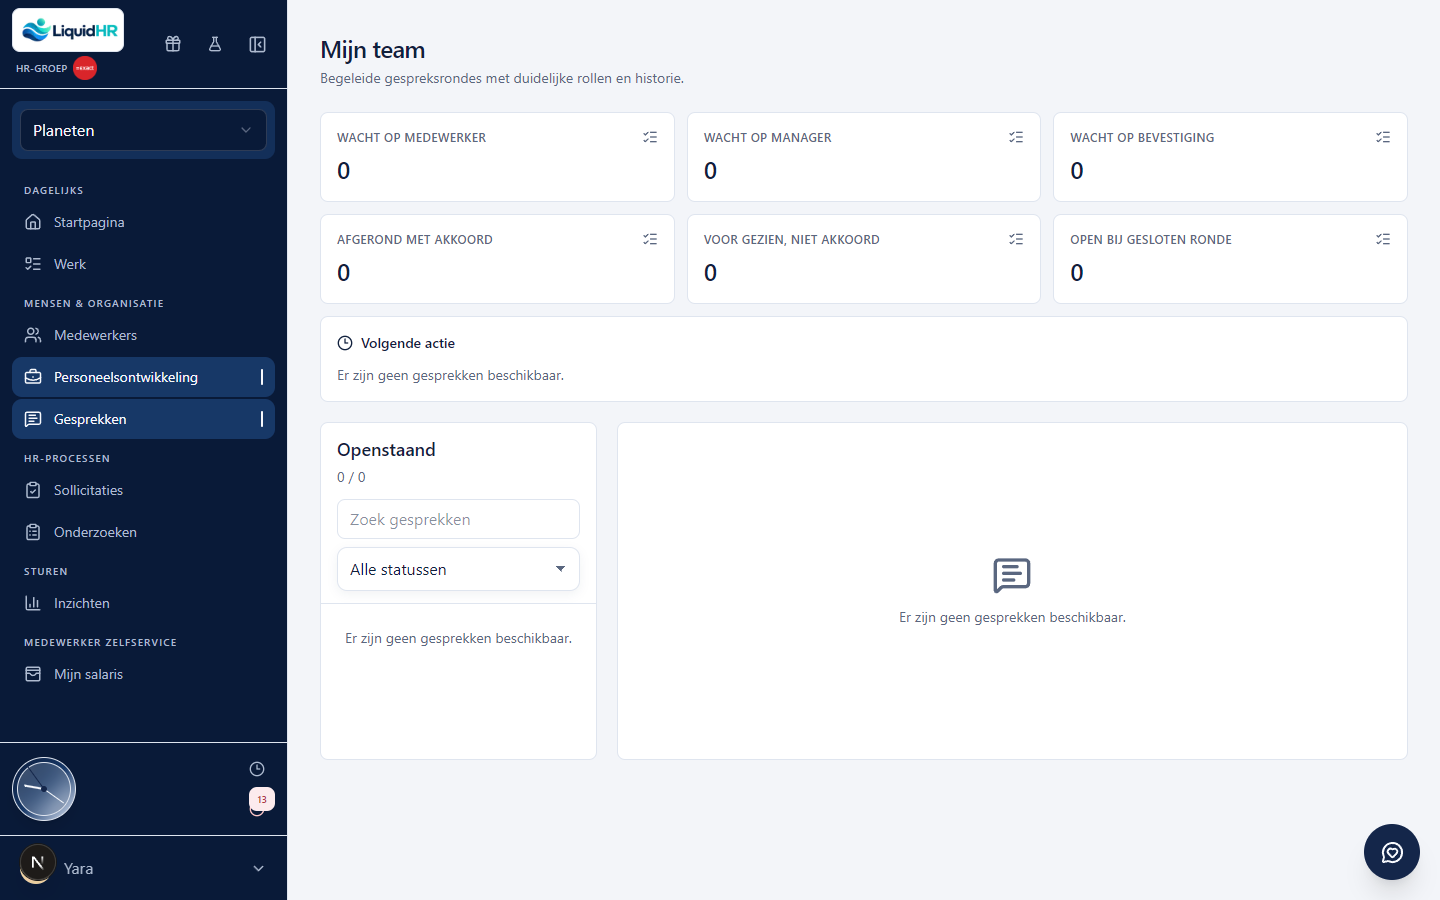 LiquidHR
HR-GROEP
Planeten
DAGELIJKS
Startpagina
Werk
MENSEN & ORGANISATIE
Medewerkers
Personeelsontwikkeling
Gesprekken
HR-PROCESSEN
Sollicitaties
Onderzoeken
STUREN
Inzichten
MEDEWERKER ZELFSERVICE
Mijn salaris
13
N
Yara
Mijn team
Begeleide gespreksrondes met duidelijke rollen en historie.
WACHT OP MEDEWERKER
0
WACHT OP MANAGER
0
WACHT OP BEVESTIGING
0
AFGEROND MET AKKOORD
0
VOOR GEZIEN, NIET AKKOORD
0
OPEN BIJ GESLOTEN RONDE
0
Volgende actie
Er zijn geen gesprekken beschikbaar.
Openstaand
0 / 0
Zoek gesprekken
Alle statussen
Er zijn geen gesprekken beschikbaar.
Er zijn geen gesprekken beschikbaar.